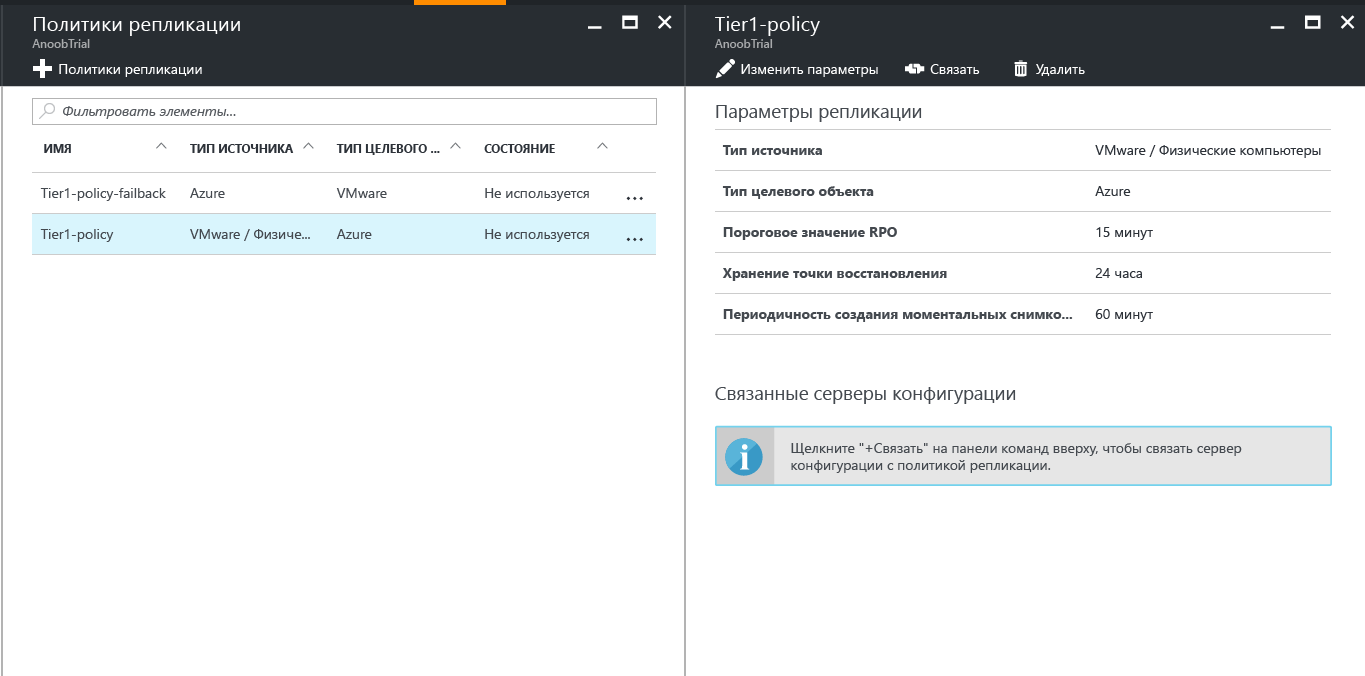 Политики репликации
AnoobTrial
Политики репликации
Фильтровать элементы...
ИМЯ ТИП ИСТОЧНИКА ТИП ЦЕЛЕВОГО ... СОСТОЯНИЕ
Tier1-policy-failback Azure VMware Не используется ...
Tier1-policy VMware / Физиче... Azure Не используется ...
Tier1-policy
AnoobTrial
Изменить параметры Связать Удалить
Параметры репликации
Тип источника VMware / Физические компьютеры
Тип целевого объекта Azure
Пороговое значение RPO 15 минут
Хранение точки восстановления 24 часа
Периодичность создания моментальных снимко... 60 минут
Связанные серверы конфигурации
Щелкните "+Связать" на панели команд вверху, чтобы связать сервер
конфигурации с политикой репликации.